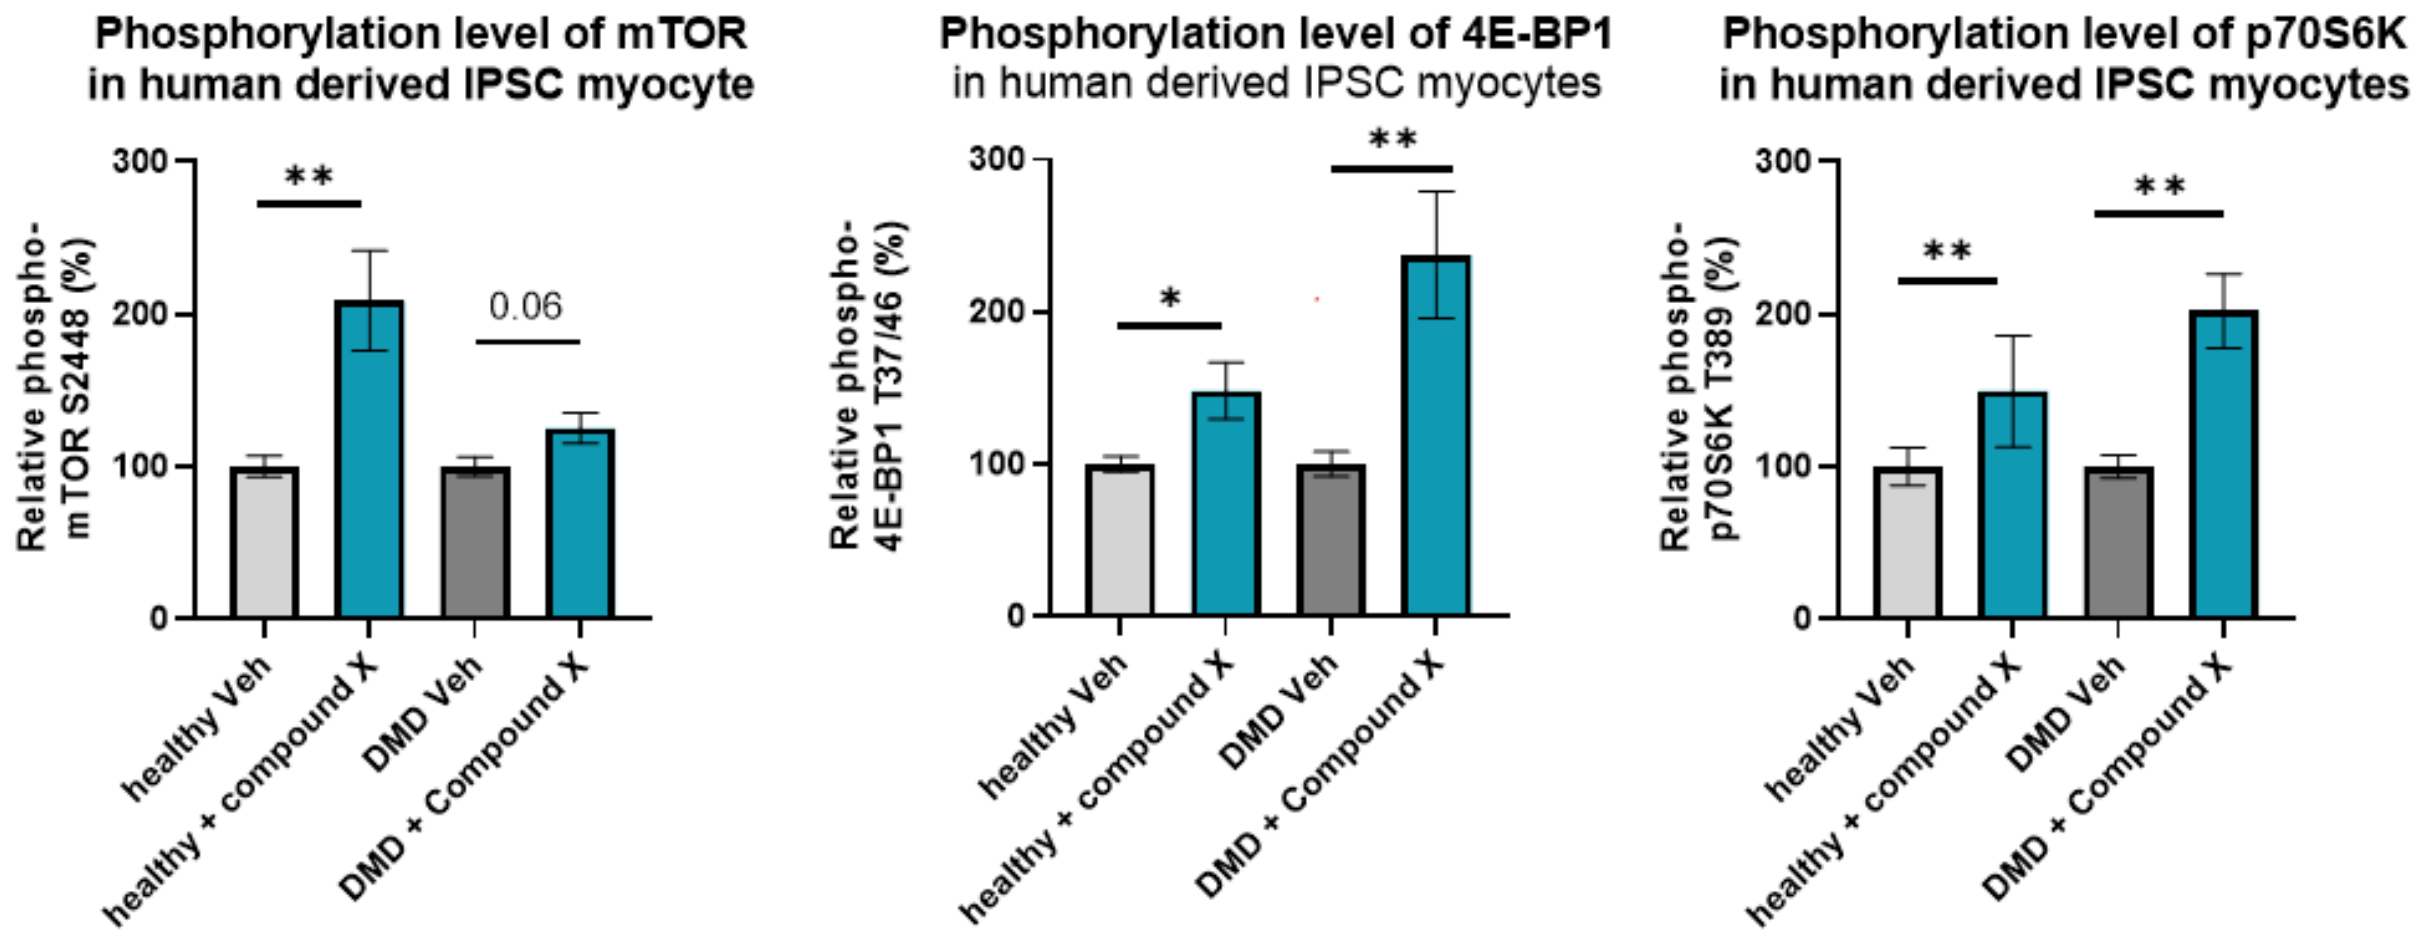 Phosphorylation level of mTOR
in human derived IPSC myocyte
Relative phospho-
mTOR S2448 (%)
300
200
100
0
**
0.06
healthy Veh
healthy + compound X
DMD Veh
DMD + Compound X
Phosphorylation level of 4E-BP1
in human derived IPSC myocytes
Relative phospho-
4E-BP1 T37/46 (%)
300
200
100
0
*
**
healthy Veh
healthy + compound X
DMD Veh
DMD + Compound X
Phosphorylation level of p70S6K
in human derived IPSC myocytes
Relative phospho-
p70S6K T389 (%)
300
200
100
0
**
**
healthy Veh
healthy + compound X
DMD Veh
DMD + Compound X